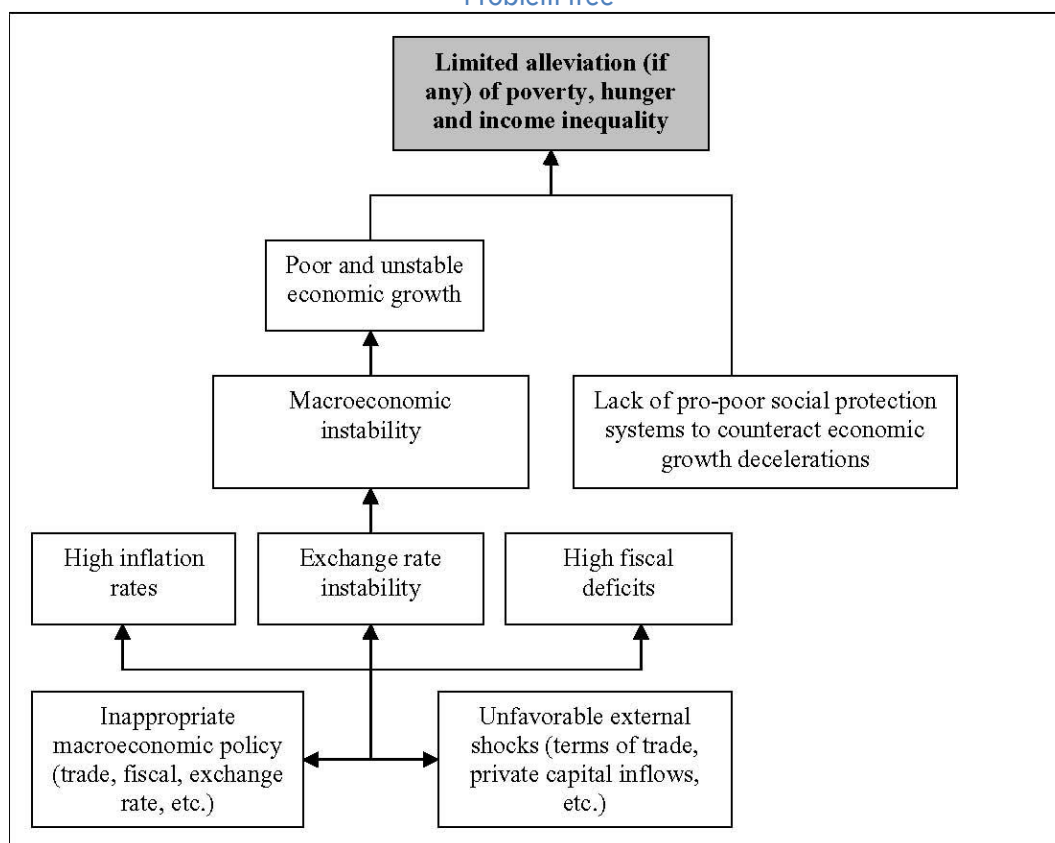 Problem Tree
Limited alleviation (if
any) of poverty, hunger
and income inequality
Poor and unstable
economic growth
Macroeconomic
instability
Lack of pro-poor social protection
systems to counteract economic
growth decelerations
High inflation
rates
Exchange rate
instability
High fiscal
deficits
Inappropriate
macroeconomic policy
(trade, fiscal, exchange
rate, etc.)
Unfavorable external
shocks (terms of trade,
private capital inflows,
etc.)